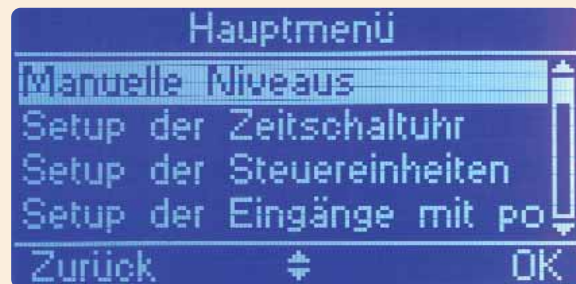 Hauptmenü
Manuelle Niveaus
Setup der Zeitschaltuhr
Setup der Steuereinheiten
Setup der Eingänge mit po
Zurück OK